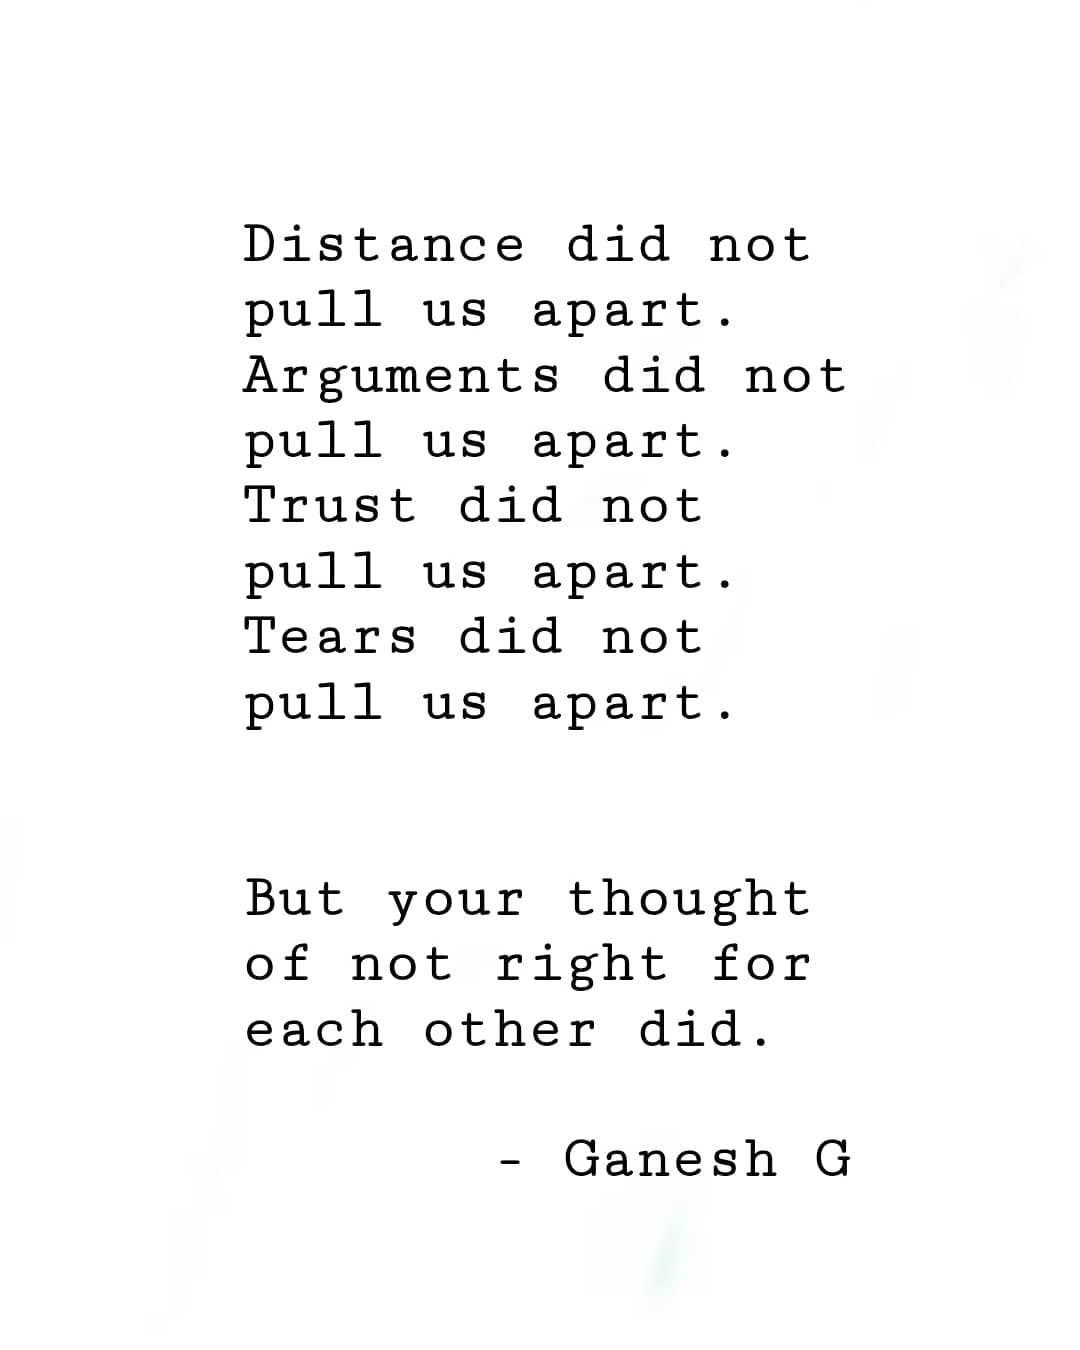 Distance did not
pull us apart.
Arguments did not
pull us apart.
Trust did not
pull us apart.
Tears did not
pull us apart.
But your thought
of not right for
each other did.
- Ganesh G